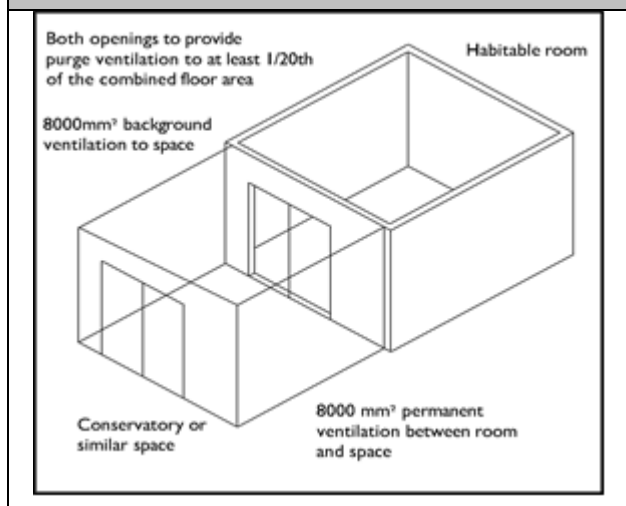 Both openings to provide
purge ventilation to at least 1/20th
of the combined floor area
Habitable room
8000mm² background
ventilation to space
Conservatory or
similar space
8000 mm² permanent
ventilation between room
and space